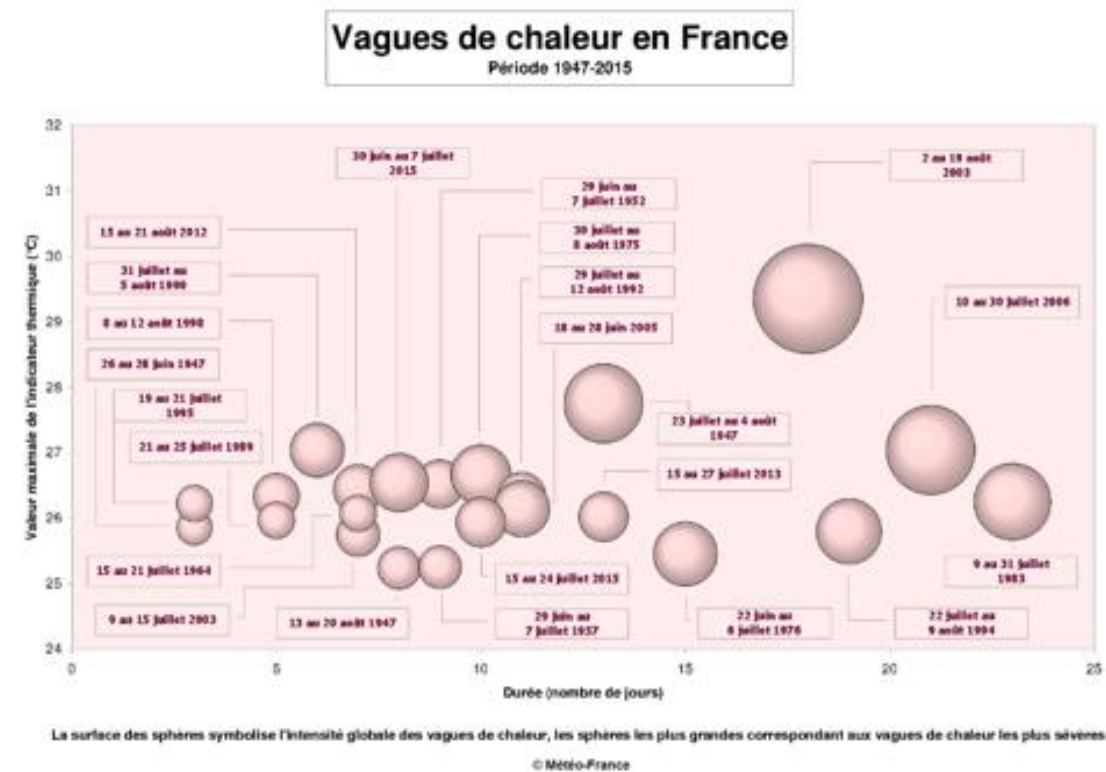 Vagues de chaleur en France
Période 1947-2015
32
31
30
29
28
27
26
25
24
Valeur maximale de l'indicateur thermique (°C)
30 juin au 7 juillet
2015
2 au 19 août
2003
29 juin au
7 juillet 1952
15 au 21 août 2012
30 juillet au
8 août 1975
31 juillet au
5 août 1990
29 juillet au
12 août 1992
10 au 30 juillet 2006
8 au 12 août 1998
18 au 28 juin 2005
26 au 28 juin 1947
19 au 21 juillet
1995
23 juillet au 4 août
1947
21 au 25 juillet 1989
15 au 27 juillet 2013
15 au 21 juillet 1964
15 au 24 juillet 2015
9 au 31 juillet
1983
9 au 15 juillet 2003
13 au 20 août 1947
29 juin au
7 juillet 1957
22 juin au
6 juillet 1976
22 juillet au
9 août 1994
0
5
10
15
20
25
Durée (nombre de jours)
La surface des sphères symbolise l'intensité globale des vagues de chaleur, les sphères les plus grandes correspondant aux vagues de chaleur les plus sévères
© Météo-France